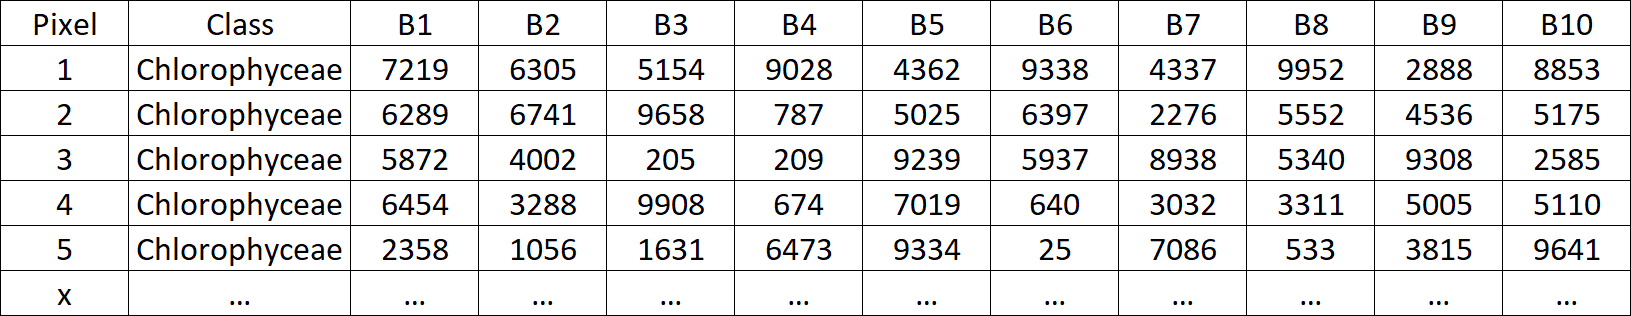 Pixel Class B1 B2 B3 B4 B5 B6 B7 B8 B9 B10
1 Chlorophyceae 7219 6305 5154 9028 4362 9338 4337 9952 2888 8853
2 Chlorophyceae 6289 6741 9658 787 5025 6397 2276 5552 4536 5175
3 Chlorophyceae 5872 4002 205 209 9239 5937 8938 5340 9308 2585
4 Chlorophyceae 6454 3288 9908 674 7019 640 3032 3311 5005 5110
5 Chlorophyceae 2358 1056 1631 6473 9334 25 7086 533 3815 9641
x ... ... ... ... ... ... ... ... ... ... ...